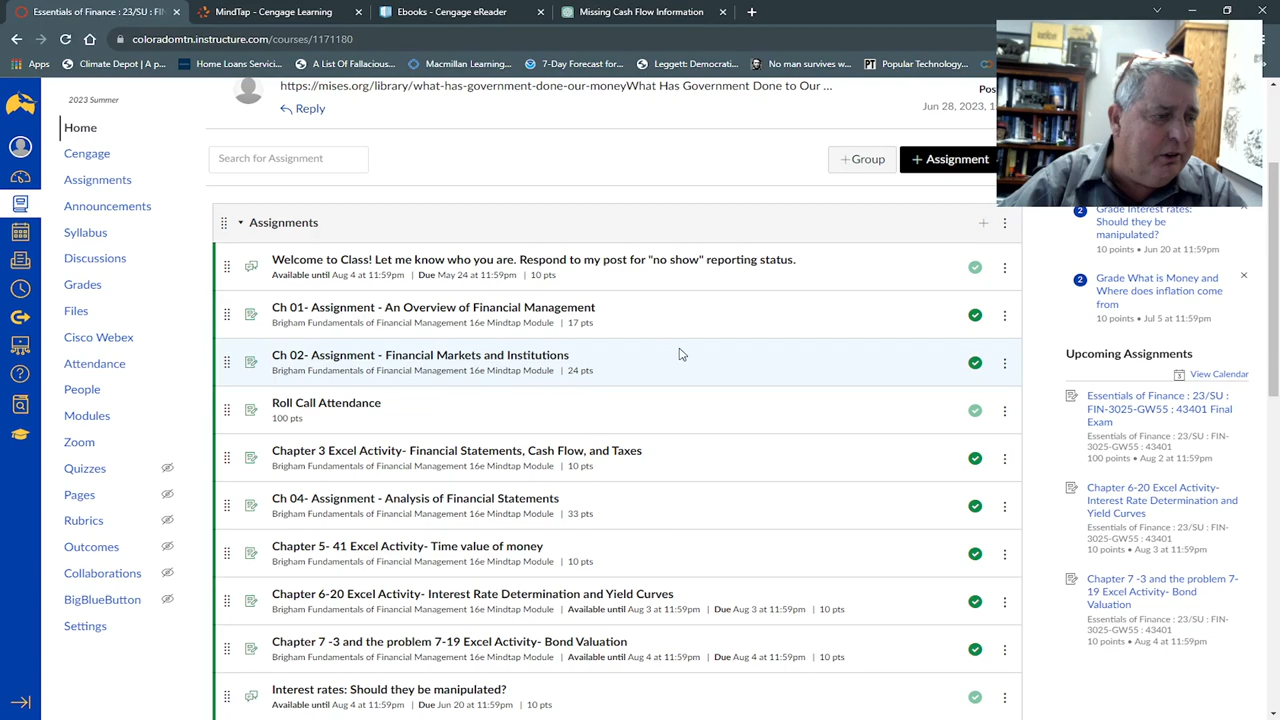 Essentials of Finance : 23/SU : FI
MindTap - Cengage Learning
Ebooks - Cengage eReader
Missing Cash Flow Information
coloradomtn.instructure.com/course/1171180
Apps
Climate Depot | A p...
Home Loans Servic...
A List Of Fallacious...
Macmillan Learning...
7-Day Forecast for...
Leggett: Democrati...
No man survives w...
Popular Technology...
2023 Summer
Home
Cengage
Assignments
Announcements
Syllabus
Discussions
Grades
Files
Cisco Webex
Attendance
People
Modules
Zoom
Quizzes
Pages
Rubrics
Outcomes
Collaborations
BigBlueButton
Settings
https://mises.org/library/what-has-government-done-our-moneyWhat Has Government Done to Our ...
Pos
Reply
Jun 28, 2023, 1
Search for Assignment
+ Group
+ Assignment
Assignments
Welcome to Class! Let me know who you are. Respond to my post for "no show" reporting status.
Available until Aug 4 at 11:59pm | Due May 24 at 11:59pm | 10 pts
Ch 01- Assignment - An Overview of Financial Management
Brigham Fundamentals of Financial Management 16e Mindtap Module | 17 pts
Ch 02- Assignment - Financial Markets and Institutions
Brigham Fundamentals of Financial Management 16e Mindtap Module | 24 pts
Roll Call Attendance
100 pts
Chapter 3 Excel Activity- Financial Statements, Cash Flow, and Taxes
Brigham Fundamentals of Financial Management 16e Mindtap Module | 10 pts
Ch 04- Assignment - Analysis of Financial Statements
Brigham Fundamentals of Financial Management 16e Mindtap Module | 33 pts
Chapter 5- 41 Excel Activity- Time value of money
Brigham Fundamentals of Financial Management 16e Mindtap Module | 10 pts
Chapter 6-20 Excel Activity- Interest Rate Determination and Yield Curves
Brigham Fundamentals of Financial Management 16e Mindtap Module | Available until Aug 3 at 11:59pm | Due Aug 3 at 11:59pm | 10 pts
Chapter 7 -3 and the problem 7-19 Excel Activity- Bond Valuation
Brigham Fundamentals of Financial Management 16e Mindtap Module | Available until Aug 4 at 11:59pm | Due Aug 4 at 11:59pm | 10 pts
Interest rates: Should they be manipulated?
Available until Aug 4 at 11:59pm | Due Jun 20 at 11:59pm | 10 pts
2
Grade Interest rates:
Should they be
manipulated?
10 points • Jun 20 at 11:59pm
2
Grade What is Money and
Where does inflation come
from
10 points • Jul 5 at 11:59pm
Upcoming Assignments
View Calendar
Essentials of Finance : 23/SU :
FIN-3025-GW55 : 43401 Final
Exam
Essentials of Finance : 23/SU : FIN-
3025-GW55 : 43401
100 points • Aug 2 at 11:59pm
Chapter 6-20 Excel Activity-
Interest Rate Determination and
Yield Curves
Essentials of Finance : 23/SU : FIN-
3025-GW55 : 43401
10 points • Aug 3 at 11:59pm
Chapter 7 -3 and the problem 7-
19 Excel Activity- Bond
Valuation
Essentials of Finance : 23/SU : FIN-
3025-GW55 : 43401
10 points • Aug 4 at 11:59pm